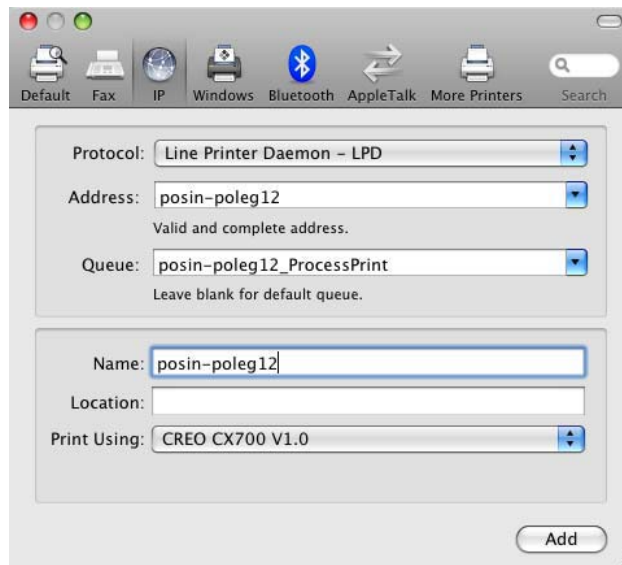 Default Fax IP Windows Bluetooth AppleTalk More Printers Search
Protocol: Line Printer Daemon – LPD
Address: posin-poleg12
Valid and complete address.
Queue: posin-poleg12_ProcessPrint
Leave blank for default queue.
Name: posin-poleg12
Location:
Print Using: CREO CX700 V1.0
Add